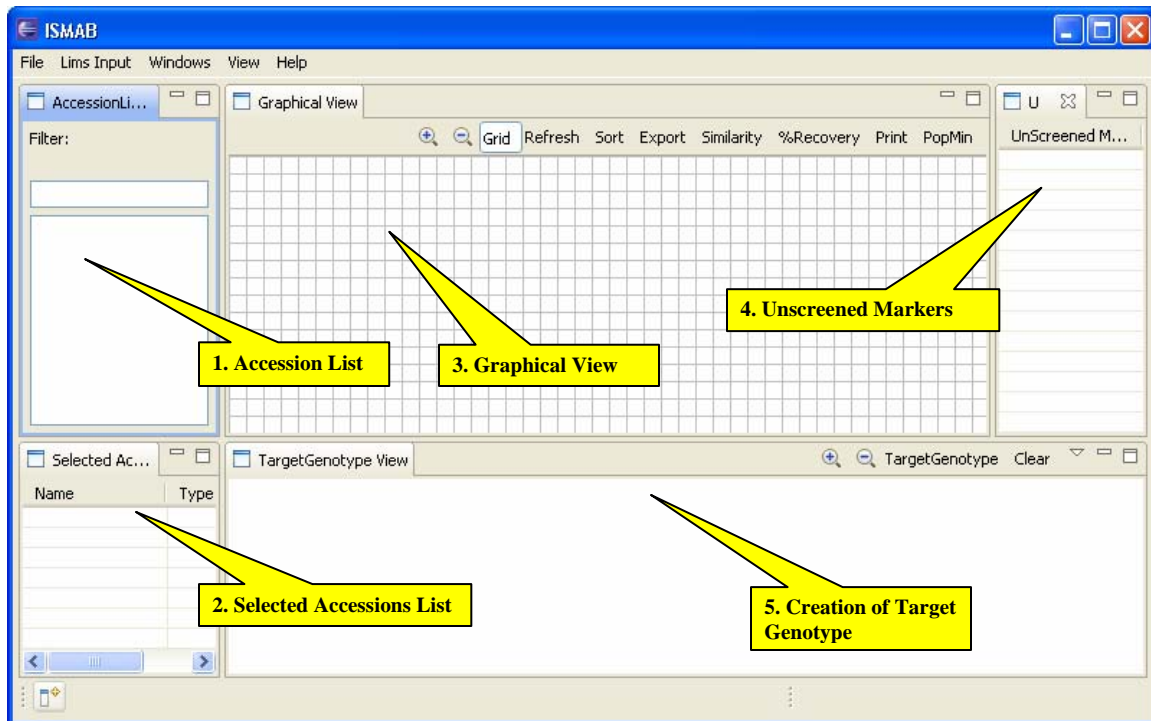 ISMAB
File Lims Input Windows View Help
AccessionLi...
Filter:
Graphical View
Grid Refresh Sort Export Similarity %Recovery Print PopMin
U
UnScreened M...
1. Accession List
3. Graphical View
4. Unscreened Markers
Selected Ac...
Name Type
TargetGenotype View
TargetGenotype Clear
2. Selected Accessions List
5. Creation of Target
Genotype